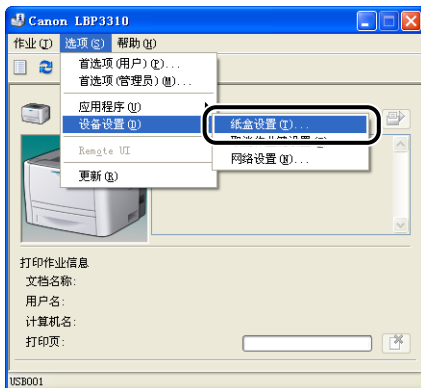 Canon LBP3310
作业(J) 选项(S) 帮助(H)
首选项(用户)(P)...
首选项(管理员)(M)...
应用程序(U)
设备设置(D)
纸盒设置(T)...
网络设置(N)...
Remote UI
更新(R)
打印作业信息
文档名称:
用户名:
计算机名:
打印页:
USB001